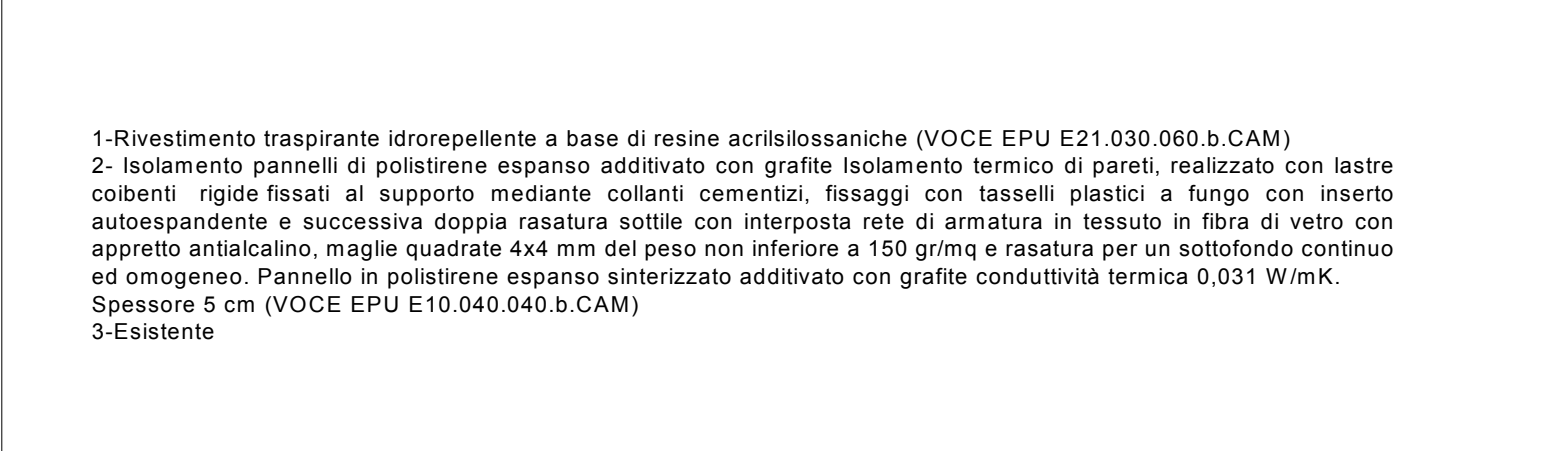 1-Rivestimento traspirante idrorepellente a base di resine acrilsilossaniche (VOCE EPU E21.030.060.b.CAM)
2- Isolamento pannelli di polistirene espanso additivato con grafite Isolamento termico di pareti, realizzato con lastre
coibenti rigide fissati al supporto mediante collanti cementizi, fissaggi con tasselli plastici a fungo con inserto
autoespandente e successiva doppia rasatura sottile con interposta rete di armatura in tessuto in fibra di vetro con
appretto antialcalino, maglie quadrate 4x4 mm del peso non inferiore a 150 gr/mq e rasatura per un sottofondo continuo
ed omogeneo. Pannello in polistirene espanso sinterizzato additivato con grafite conduttività termica 0,031 W/mK.
Spessore 5 cm (VOCE EPU E10.040.040.b.CAM)
3-Esistente